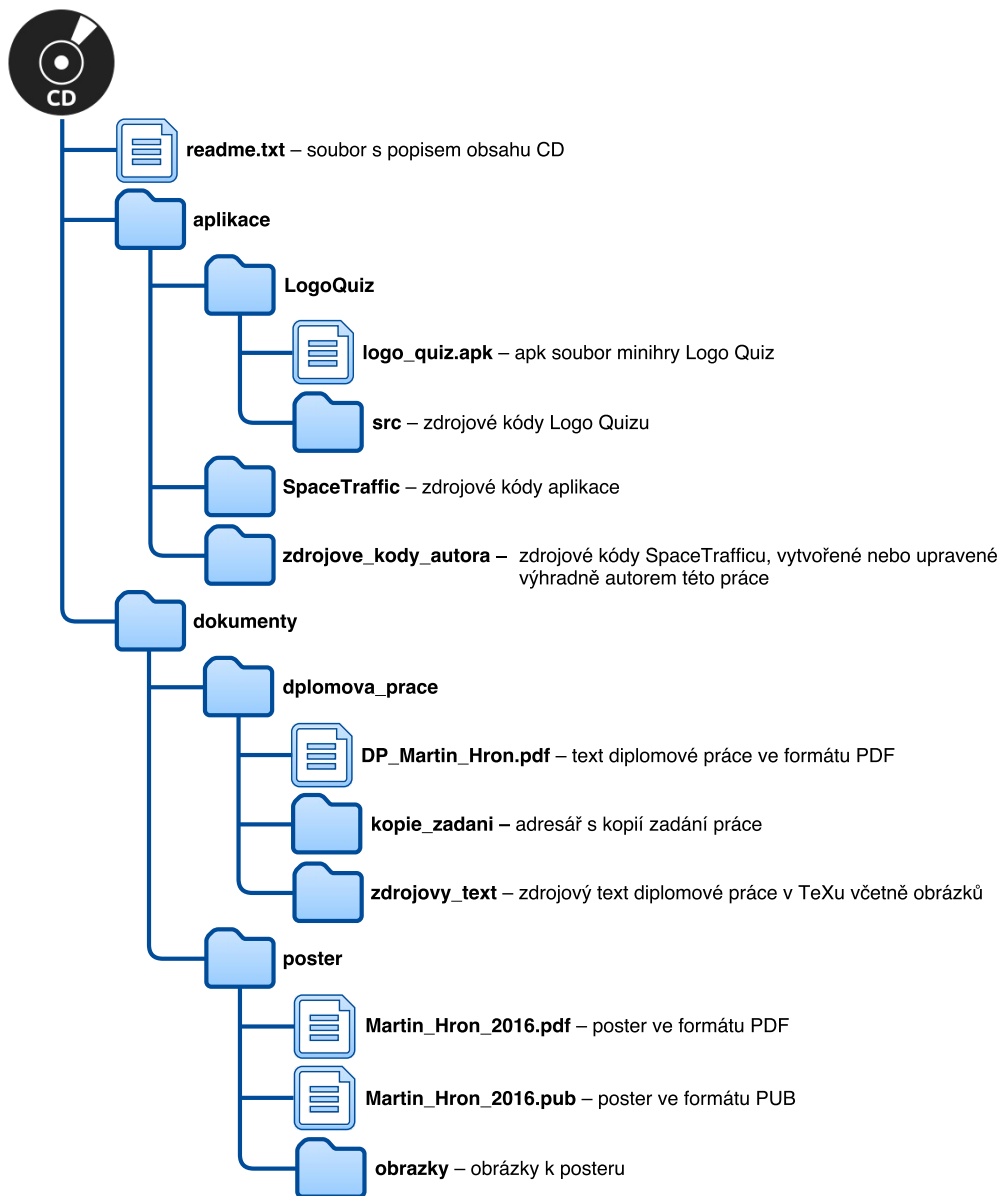 CD
readme.txt – soubor s popisem obsahu CD
aplikace
LogoQuiz
logo_quiz.apk – apk soubor minihry Logo Quiz
src – zdrojové kódy Logo Quizu
SpaceTraffic – zdrojové kódy aplikace
zdrojove_kody_autora – zdrojové kódy SpaceTrafficu, vytvořené nebo upravené
výhradně autorem této práce
dokumenty
dplomova_prace
DP_Martin_Hron.pdf – text diplomové práce ve formátu PDF
kopie_zadani – adresář s kopií zadání práce
zdrojovy_text – zdrojový text diplomové práce v TeXu včetně obrázků
poster
Martin_Hron_2016.pdf – poster ve formátu PDF
Martin_Hron_2016.pub – poster ve formátu PUB
obrazky – obrázky k posteru